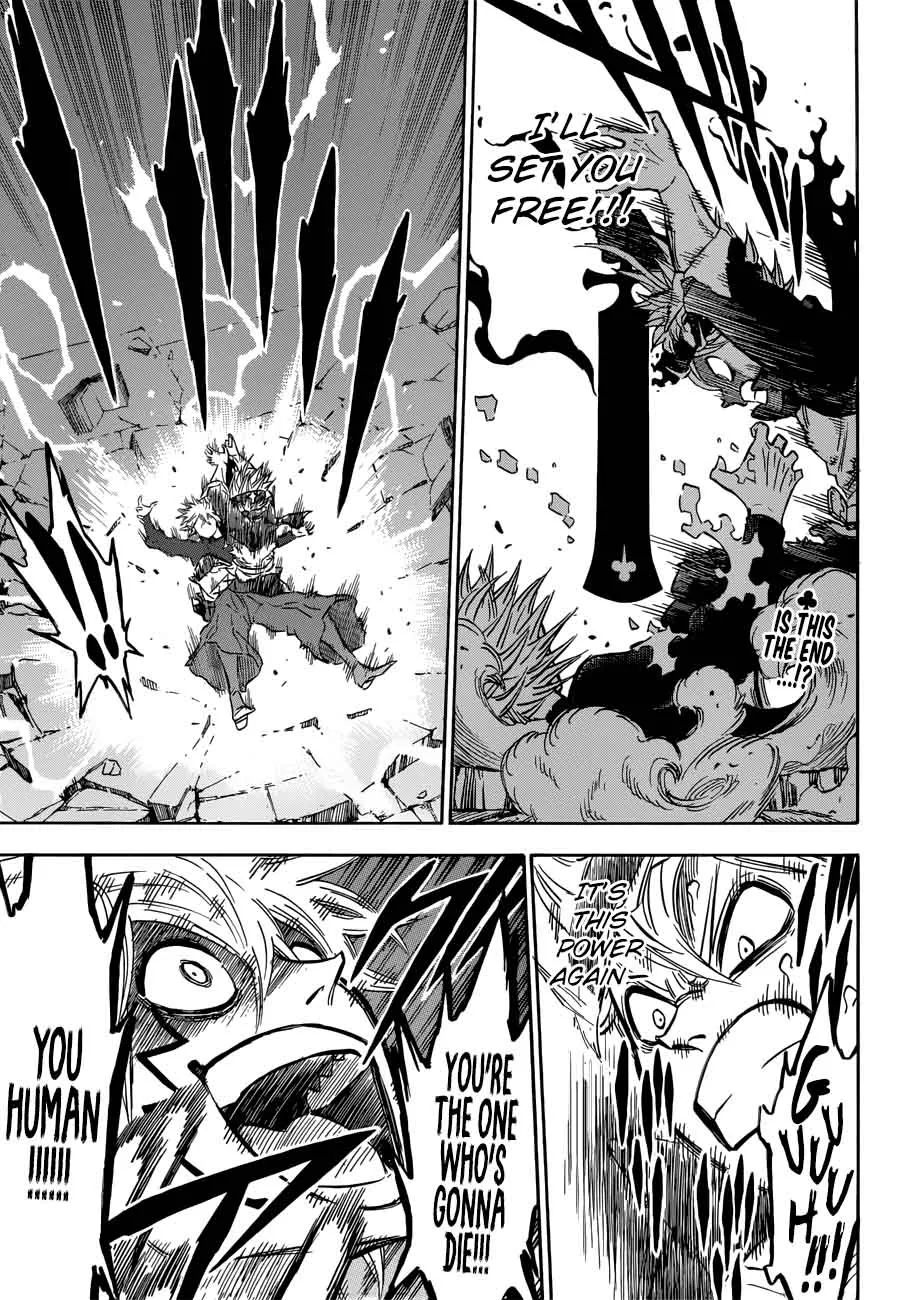 I'LL
SET YOU
FREE!!!
♣
IS THIS
THE END
...!?
!!
IT'S
THIS
POWER
AGAIN—
GUUUUH!!!
YOU'RE
THE ONE
WHO'S
GONNA
DIE!!!
YOU
HUMAN
!!!!!!